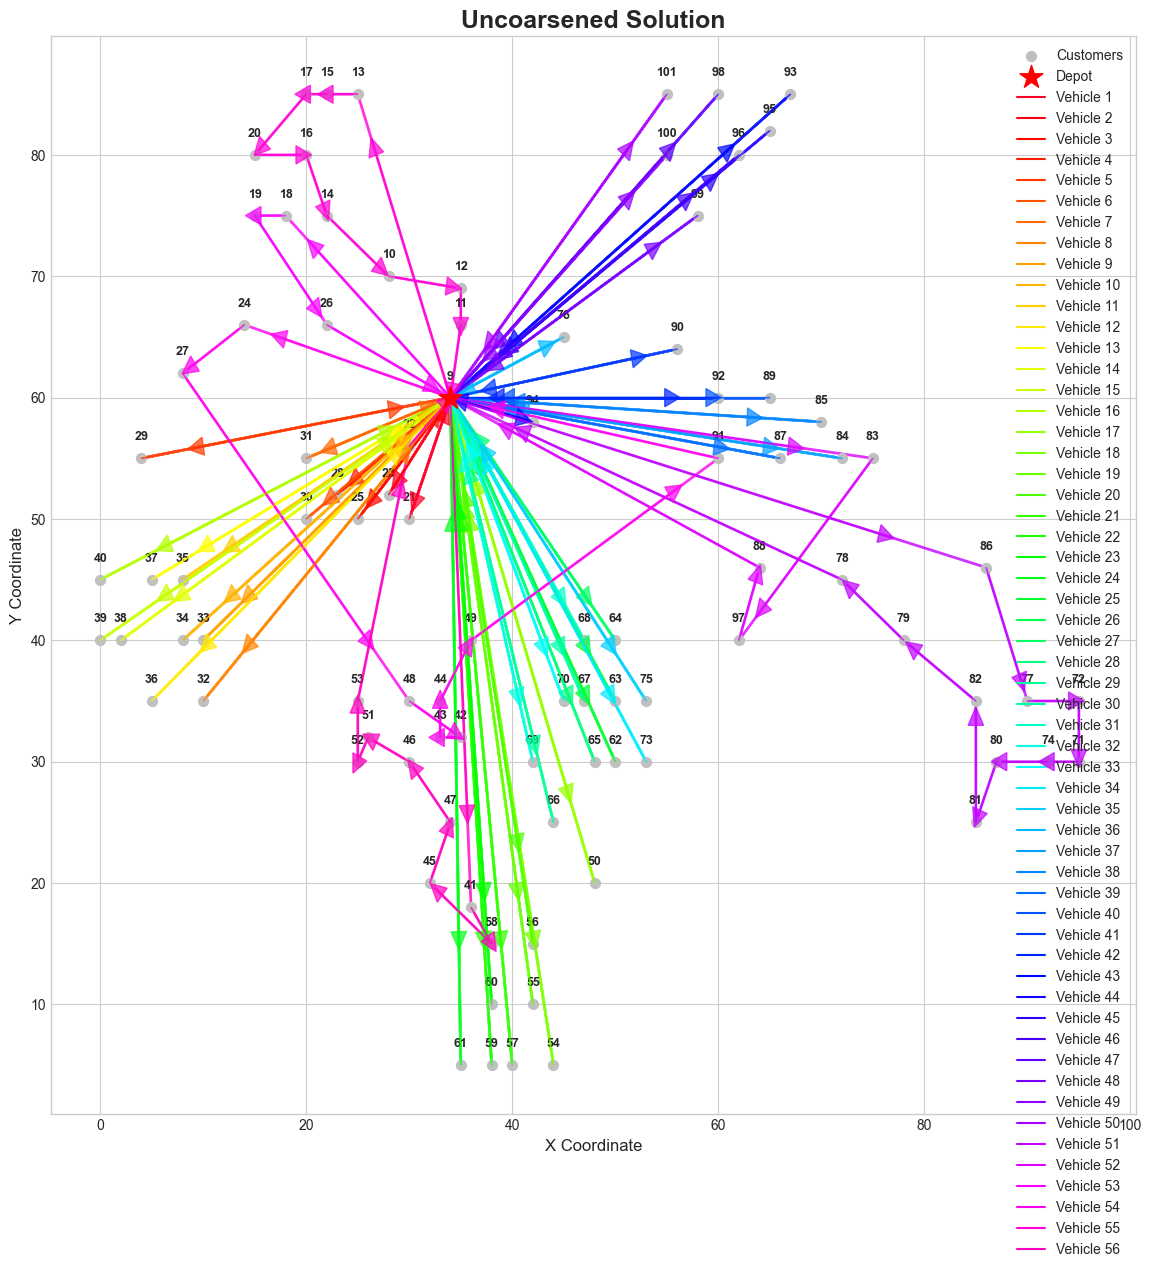 Uncoarsened Solution
17 15 13
101 98 93
95
20 16
100 96
19 18 14
99
10 12
24 26 11
76
27
90
9
92 89
94 85
29 31
91 87 84 83
28 23
30 25 21
40 37 35
88 78 86
39 38 34 33
49 68 64
97 79
36 32
53 48 44
70 67 63 75
82 77 72
51 43 42
52 46
69 65 62 73
80 74 71
47 66 81
45 41 50
58 56
60 55
61 59 57 54
Customers
Depot
Vehicle 1
Vehicle 2
Vehicle 3
Vehicle 4
Vehicle 5
Vehicle 6
Vehicle 7
Vehicle 8
Vehicle 9
Vehicle 10
Vehicle 11
Vehicle 12
Vehicle 13
Vehicle 14
Vehicle 15
Vehicle 16
Vehicle 17
Vehicle 18
Vehicle 19
Vehicle 20
Vehicle 21
Vehicle 22
Vehicle 23
Vehicle 24
Vehicle 25
Vehicle 26
Vehicle 27
Vehicle 28
Vehicle 29
Vehicle 30
Vehicle 31
Vehicle 32
Vehicle 33
Vehicle 34
Vehicle 35
Vehicle 36
Vehicle 37
Vehicle 38
Vehicle 39
Vehicle 40
Vehicle 41
Vehicle 42
Vehicle 43
Vehicle 44
Vehicle 45
Vehicle 46
Vehicle 47
Vehicle 48
Vehicle 49
Vehicle 50
Vehicle 51
Vehicle 52
Vehicle 53
Vehicle 54
Vehicle 55
Vehicle 56
80
70
60
50
40
30
20
10
Y Coordinate
0 20 40 60 80 100
X Coordinate